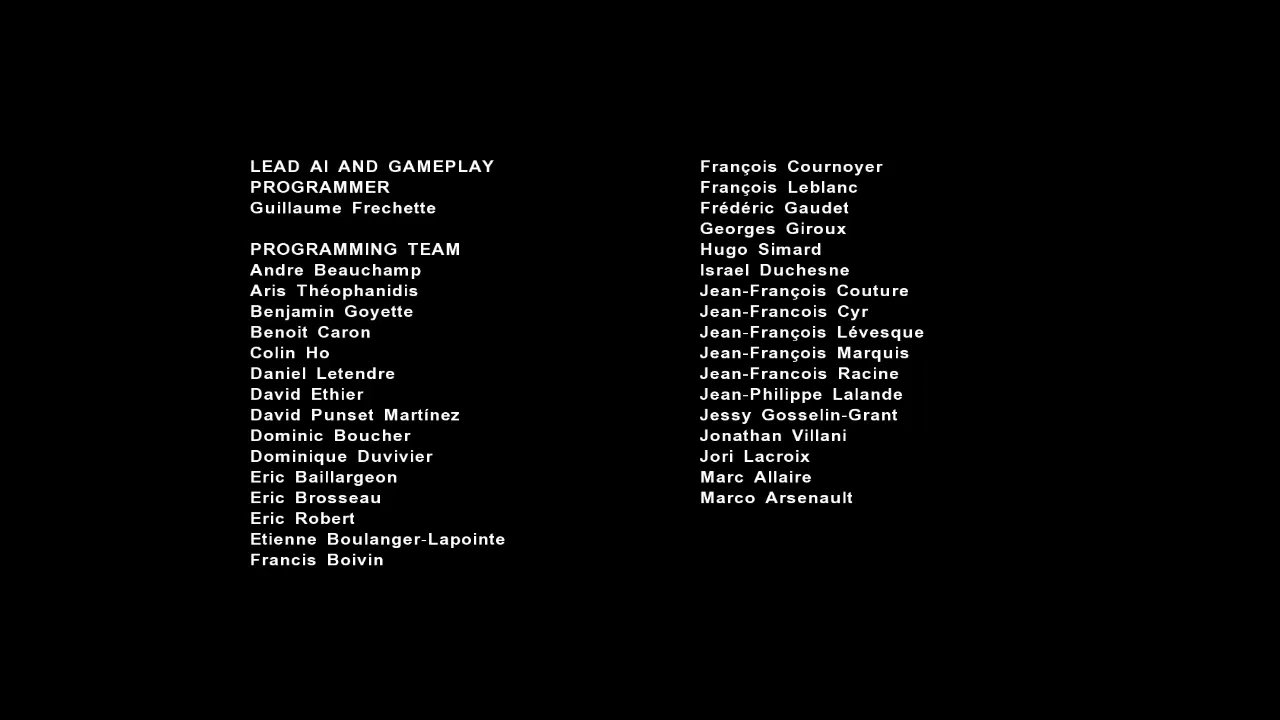 LEAD AI AND GAMEPLAY
PROGRAMMER
Guillaume Frechette
PROGRAMMING TEAM
Andre Beauchamp
Aris Théophanidis
Benjamin Goyette
Benoit Caron
Colin Ho
Daniel Letendre
David Ethier
David Punset Martínez
Dominic Boucher
Dominique Duvivier
Eric Baillargeon
Eric Brosseau
Eric Robert
Etienne Boulanger-Lapointe
Francis Boivin
François Cournoyer
François Leblanc
Frédéric Gaudet
Georges Giroux
Hugo Simard
Israel Duchesne
Jean-François Couture
Jean-Francois Cyr
Jean-François Lévesque
Jean-François Marquis
Jean-Francois Racine
Jean-Philippe Lalande
Jessy Gosselin-Grant
Jonathan Villani
Jori Lacroix
Marc Allaire
Marco Arsenault